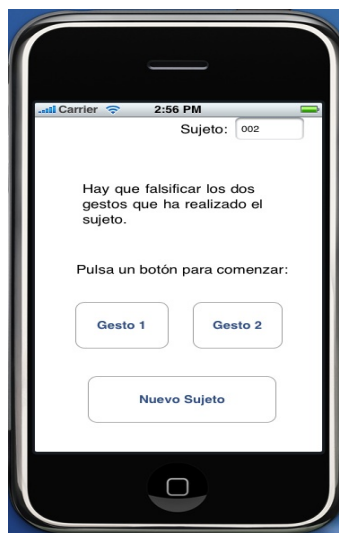 Carrier 2:56 PM
Sujeto: 002
Hay que falsificar los dos
gestos que ha realizado el
sujeto.
Pulsa un botón para comenzar:
Gesto 1 Gesto 2
Nuevo Sujeto